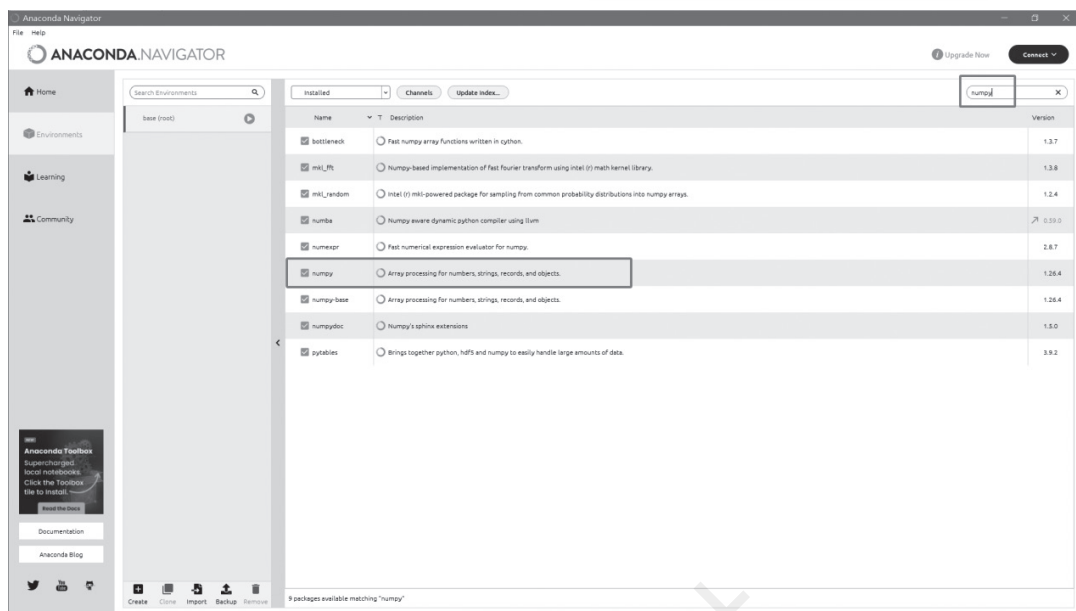 Anaconda Navigator
File Help
ANACONDA.NAVIGATOR
Upgrade Now
Connect
Home
Environments
Learning
Community
Search Environments
base (root)
Installed
Channels
Update index...
numpy
Name T Description Version
bottleneck Fast numpy array functions written in cython. 1.3.7
mkl_fft Numpy-based implementation of fast fourier transform using intel (r) math kernel library. 1.3.8
mkl_random Intel (r) mkl-powered package for sampling from common probability distributions into numpy arrays. 1.2.4
numba Numpy aware dynamic python compiler using llvm 0.59.0
numexpr Fast numerical expression evaluator for numpy. 2.8.7
numpy Array processing for numbers, strings, records, and objects. 1.26.4
numpy-base Array processing for numbers, strings, records, and objects. 1.26.4
numpydoc Numpy's sphinx extensions 1.5.0
pytables Brings together python, hdf5 and numpy to easily handle large amounts of data. 3.9.2
Anaconda Toolbox
Supercharged
local notebooks.
Click the Toolbox
tile to install.
Read the Docs
Documentation
Anaconda Blog
You
Tube
Create Clone Import Backup Remove
9 packages available matching "numpy"